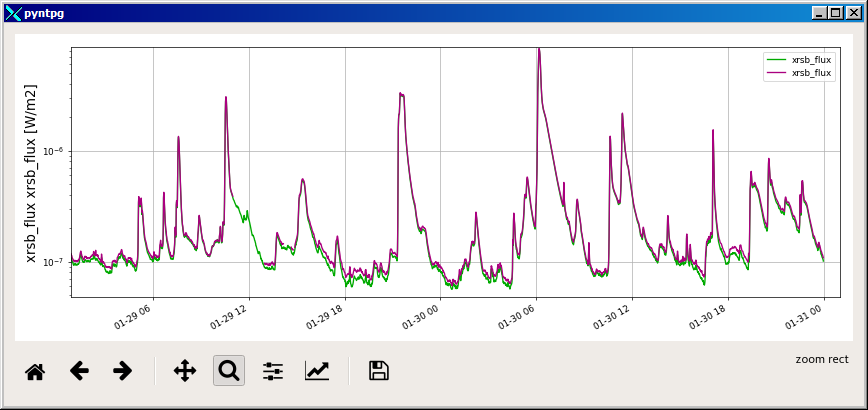 pyntpg
xrsb_flux xrsb_flux [W/m2]
xrsb_flux
xrsb_flux
10⁻⁶
10⁻⁷
01-29 06
01-29 12
01-29 18
01-30 00
01-30 06
01-30 12
01-30 18
01-31 00
zoom rect